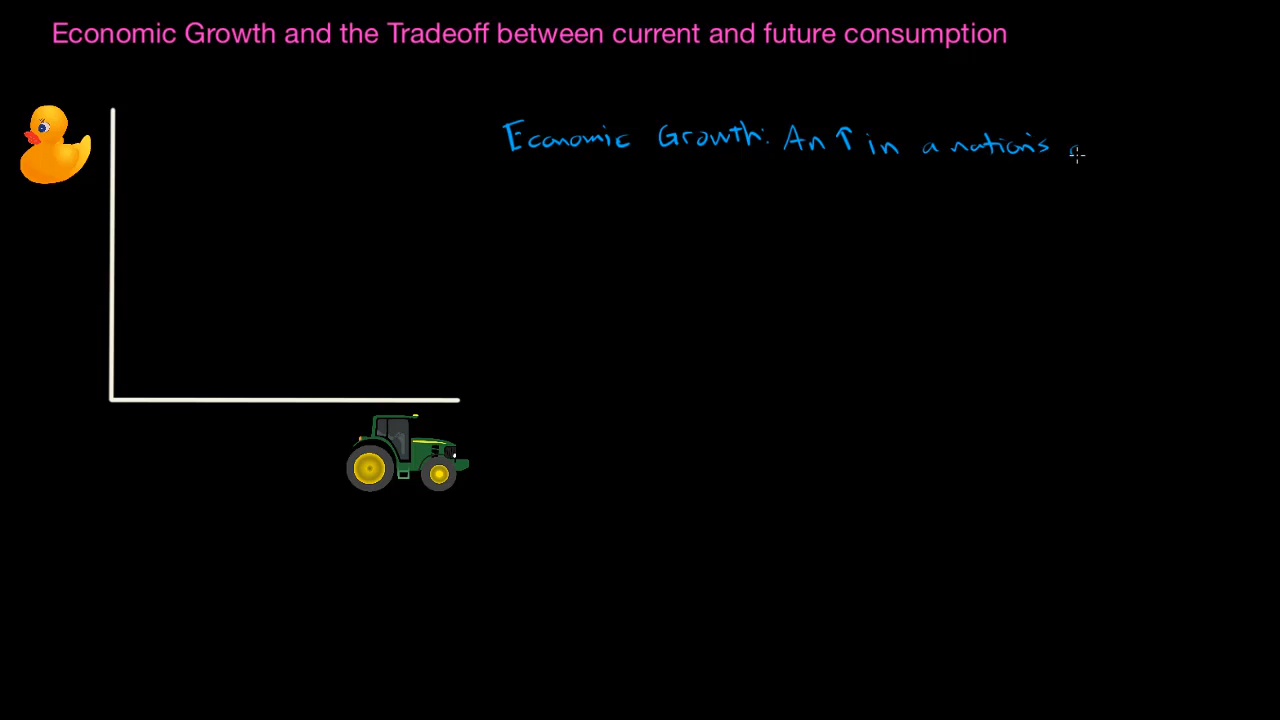 Economic Growth and the Tradeoff between current and future consumption
Economic Growth: An ↑ in a nation's